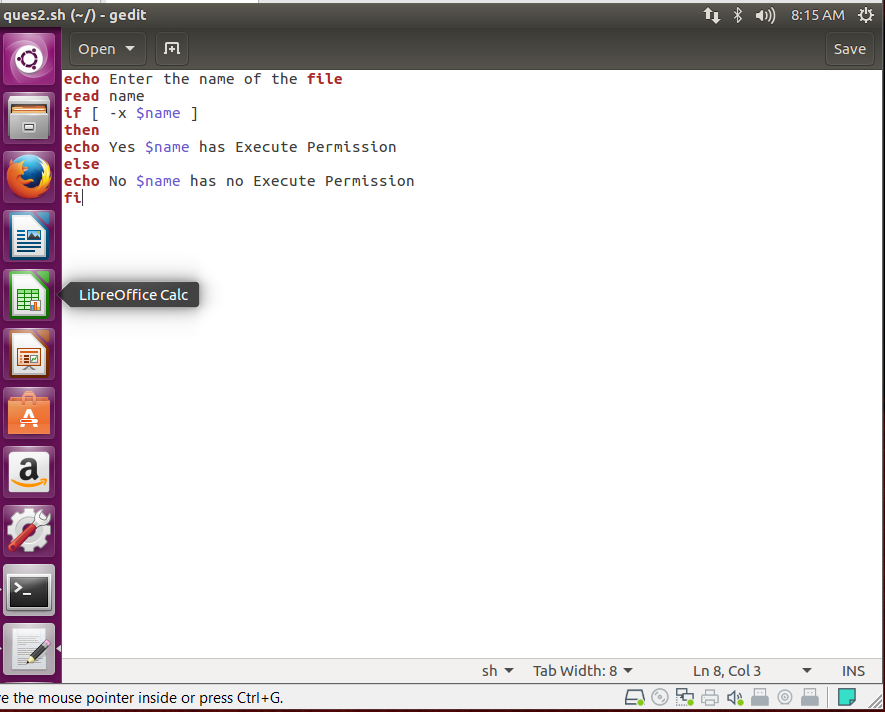 ques2.sh (~/) - gedit
8:15 AM
Open
Save
echo Enter the name of the file
read name
if [ -x $name ]
then
echo Yes $name has Execute Permission
else
echo No $name has no Execute Permission
fi
LibreOffice Calc
sh
Tab Width: 8
Ln 8, Col 3
INS
e the mouse pointer inside or press Ctrl+G.